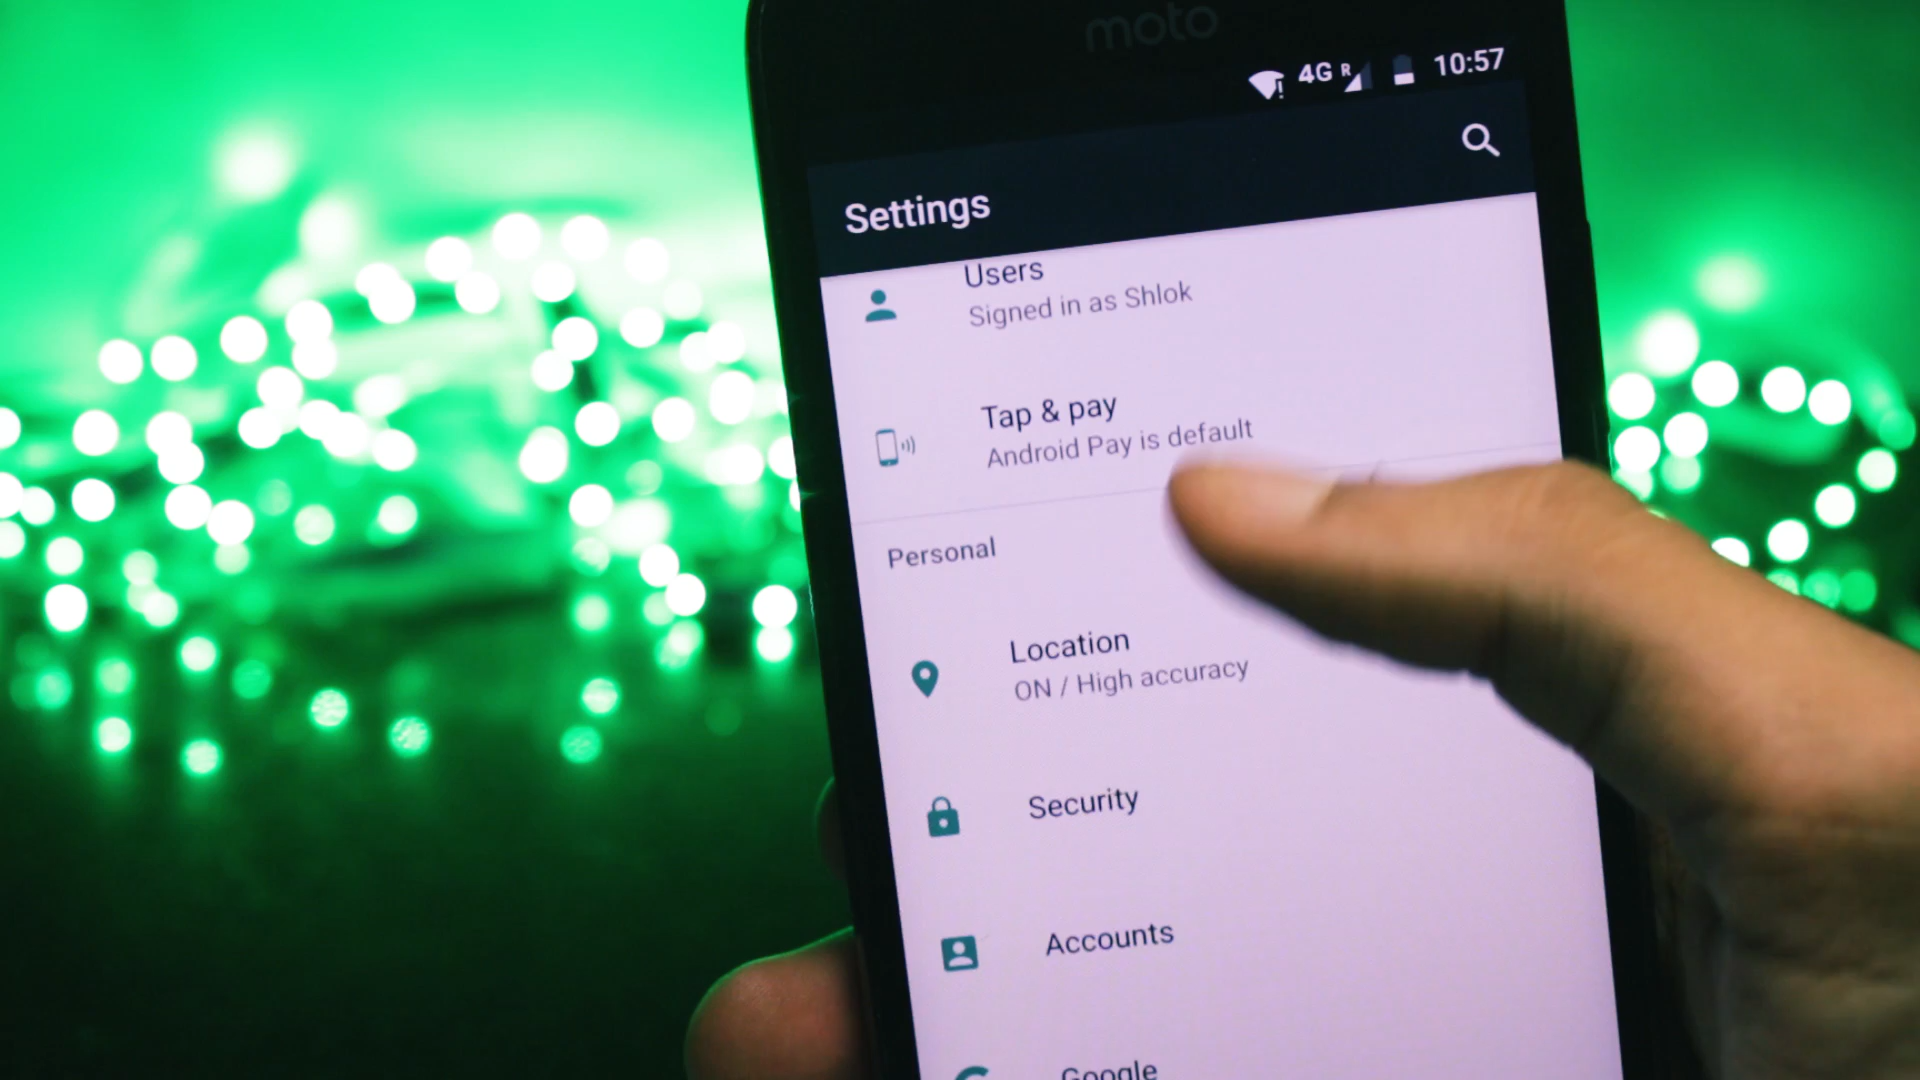 moto
4G R 10:57
Settings
Users
Signed in as Shlok
Tap & pay
Android Pay is default
Personal
Location
ON / High accuracy
Security
Accounts
Google